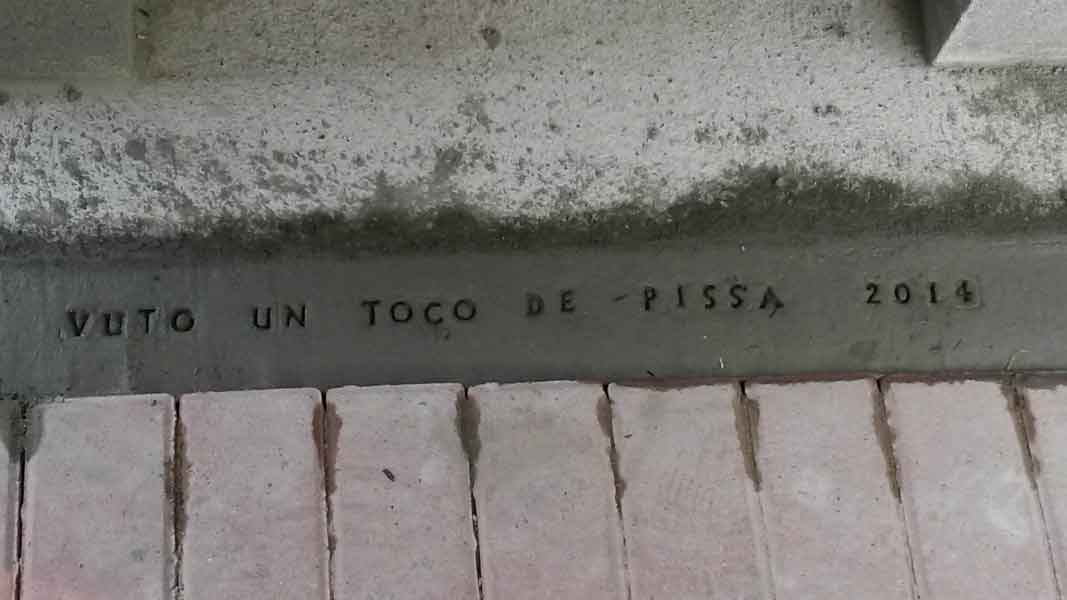 VUTO UN TOCO DE PISSA 2014